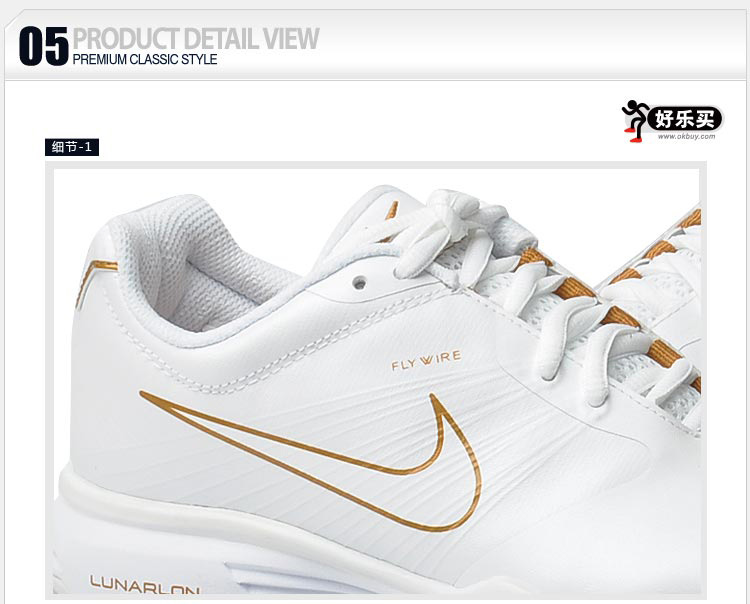 05 PRODUCT DETAIL VIEW
PREMIUM CLASSIC STYLE
好乐买
www.okbuy.com
细节-1
FLYWIRE
LUNARLON